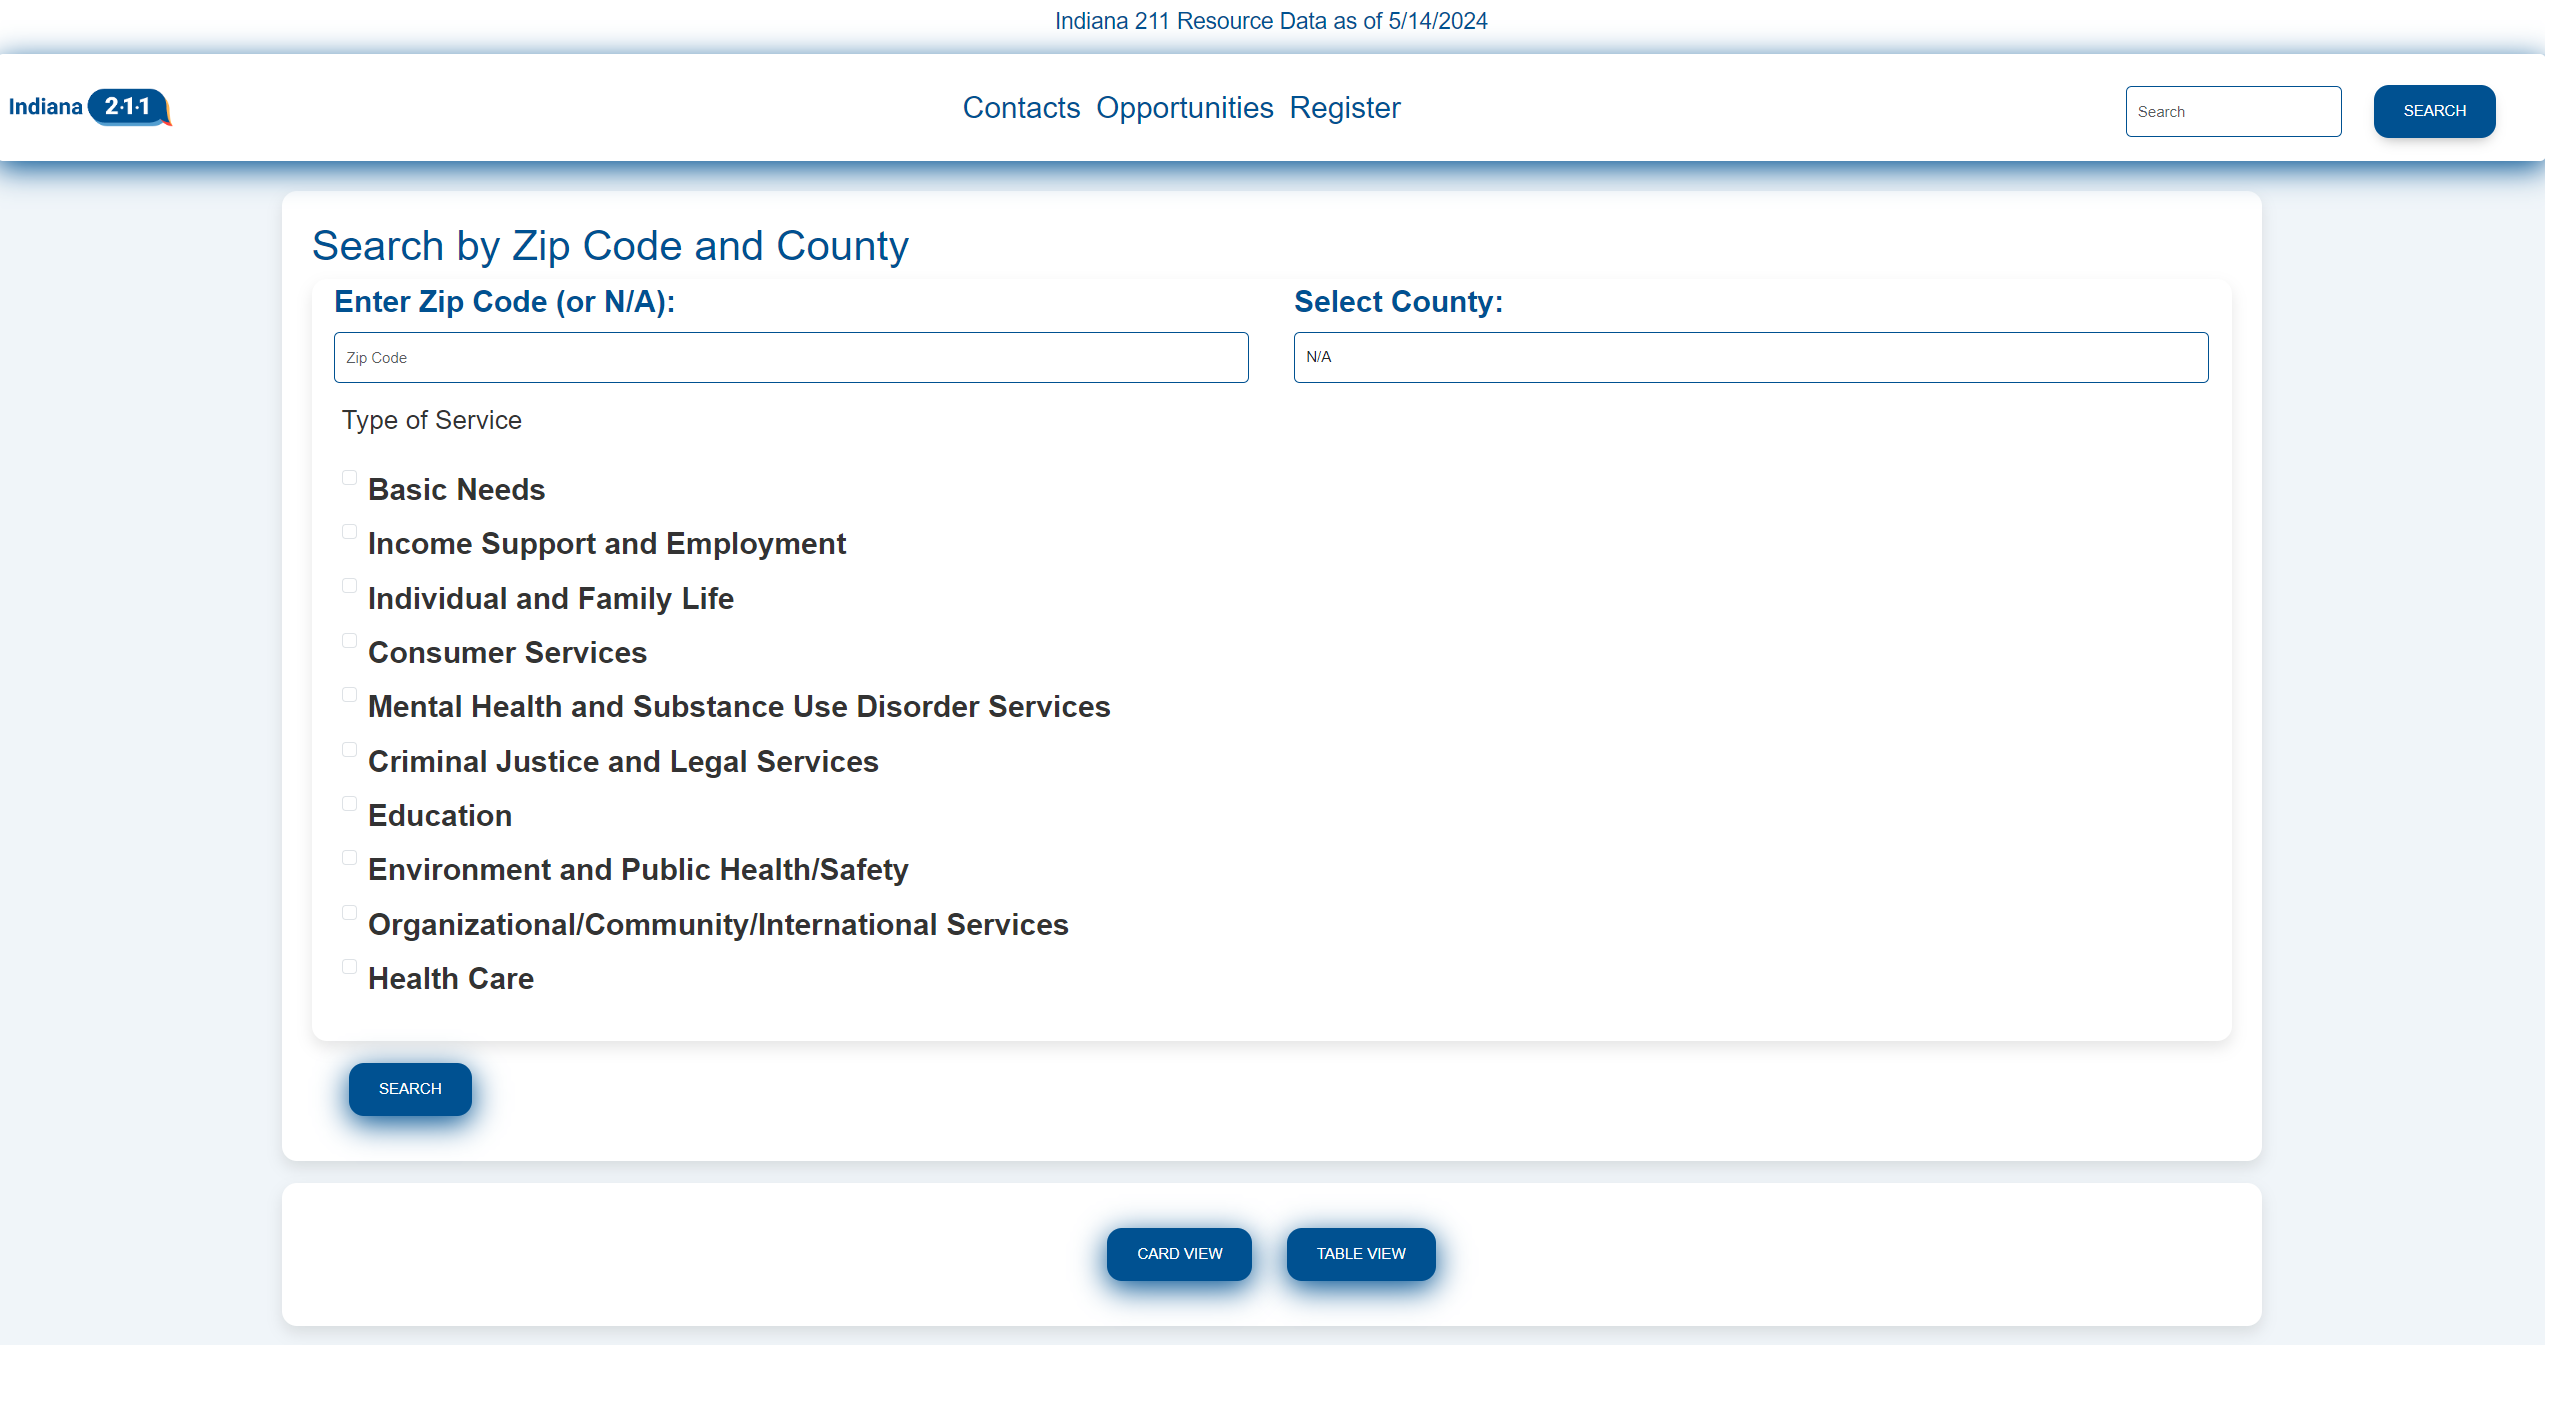 Indiana 211 Resource Data as of 5/14/2024
Indiana 2·1·1
Contacts Opportunities Register
Search
SEARCH
Search by Zip Code and County
Enter Zip Code (or N/A):
Select County:
Zip Code
N/A
Type of Service
Basic Needs
Income Support and Employment
Individual and Family Life
Consumer Services
Mental Health and Substance Use Disorder Services
Criminal Justice and Legal Services
Education
Environment and Public Health/Safety
Organizational/Community/International Services
Health Care
SEARCH
CARD VIEW
TABLE VIEW